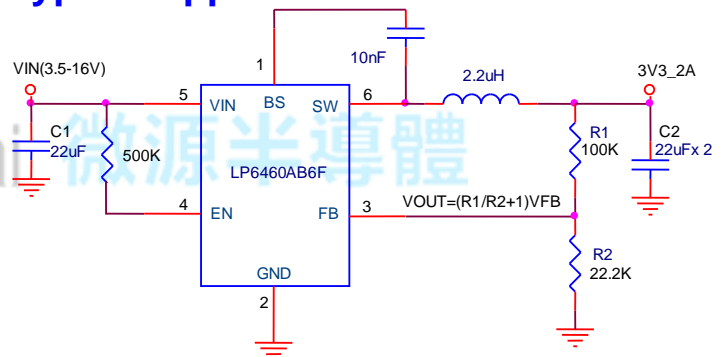 10nF
VIN(3.5-16V)
1
2.2uH
3V3_2A
5
VIN
BS
SW
6
C1
22uF
500K
微源半導體
LP6460AB6F
R1
100K
C2
22uFx 2
4
EN
FB
3
VOUT=(R1/R2+1)VFB
GND
2
R2
22.2K